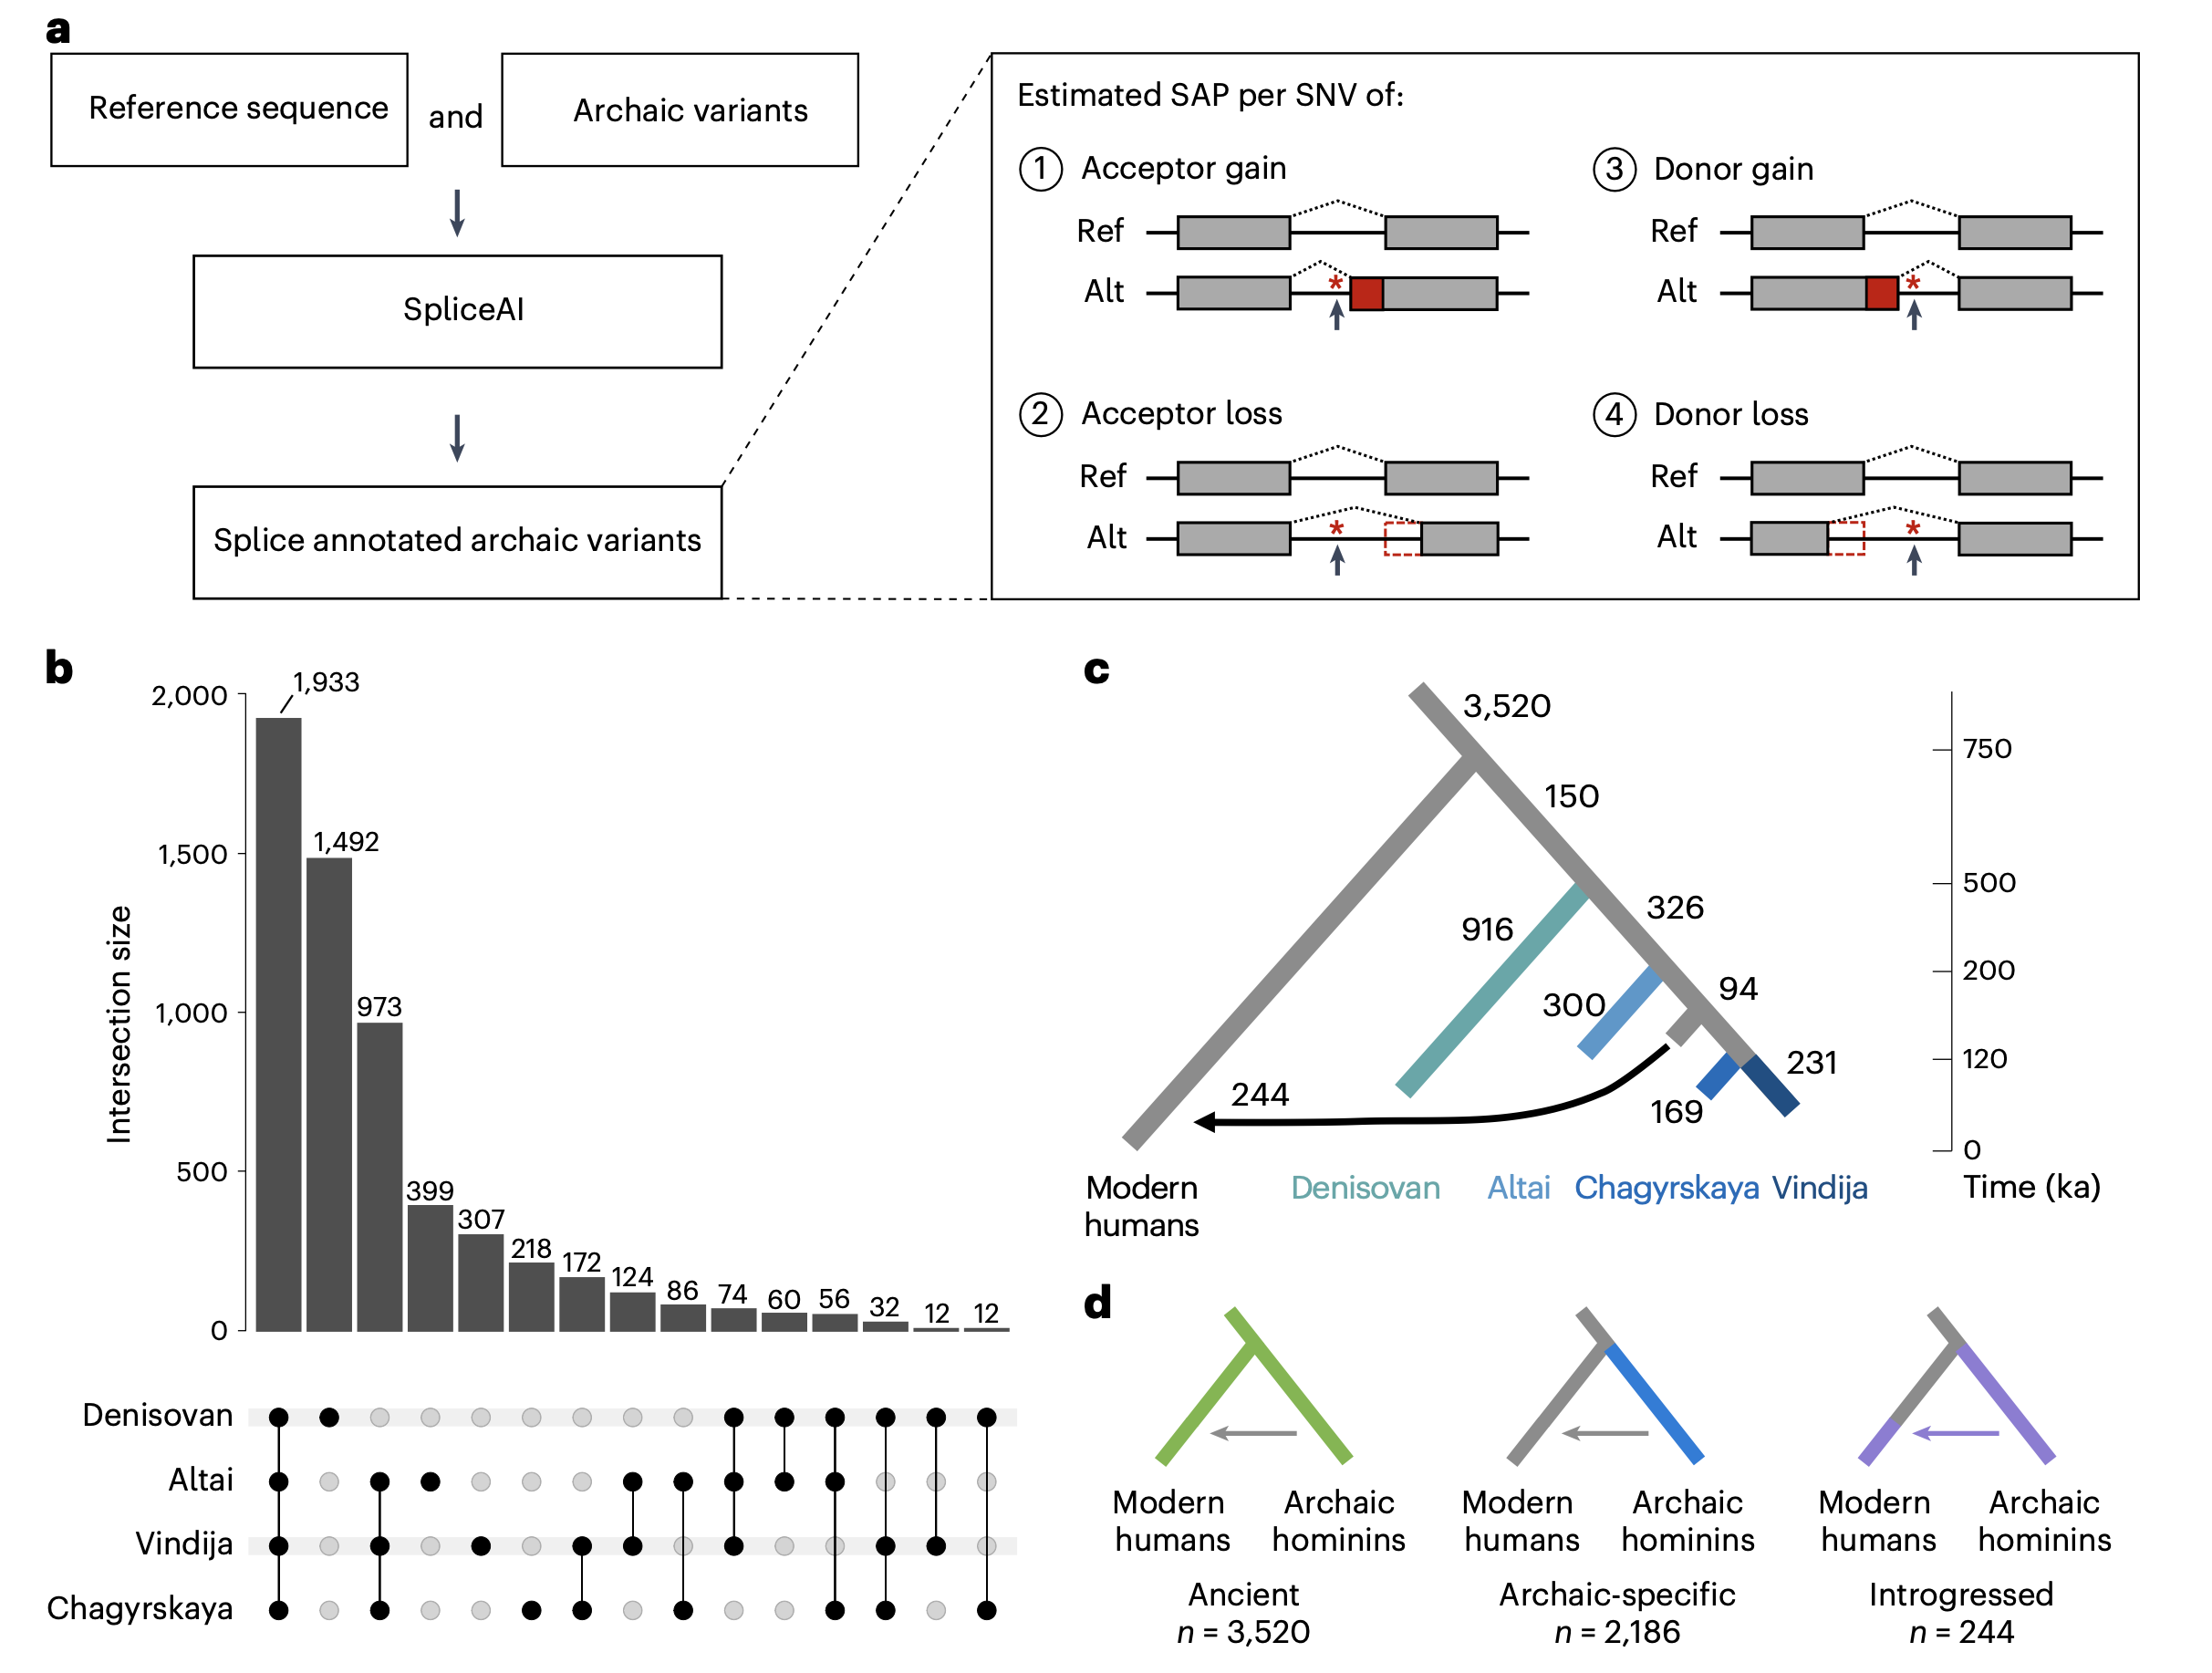 a
Reference sequence
and
Archaic variants
SpliceAI
Splice annotated archaic variants
Estimated SAP per SNV of:
1 Acceptor gain
Ref
Alt
*
2 Acceptor loss
Ref
Alt
*
3 Donor gain
Ref
Alt
*
4 Donor loss
Ref
Alt
*
b
Intersection size
2,000
1,500
1,000
500
0
1,933
1,492
973
399
307
218
172
124
86
74
60
56
32
12
12
Denisovan
Altai
Vindija
Chagyrskaya
c
3,520
150
326
916
94
300
231
244
169
750
500
200
120
0
Time (ka)
Modern
humans
Denisovan
Altai
Chagyrskaya
Vindija
d
Modern
humans
Archaic
hominins
Ancient
n = 3,520
Modern
humans
Archaic
hominins
Archaic-specific
n = 2,186
Modern
humans
Archaic
hominins
Introgressed
n = 244